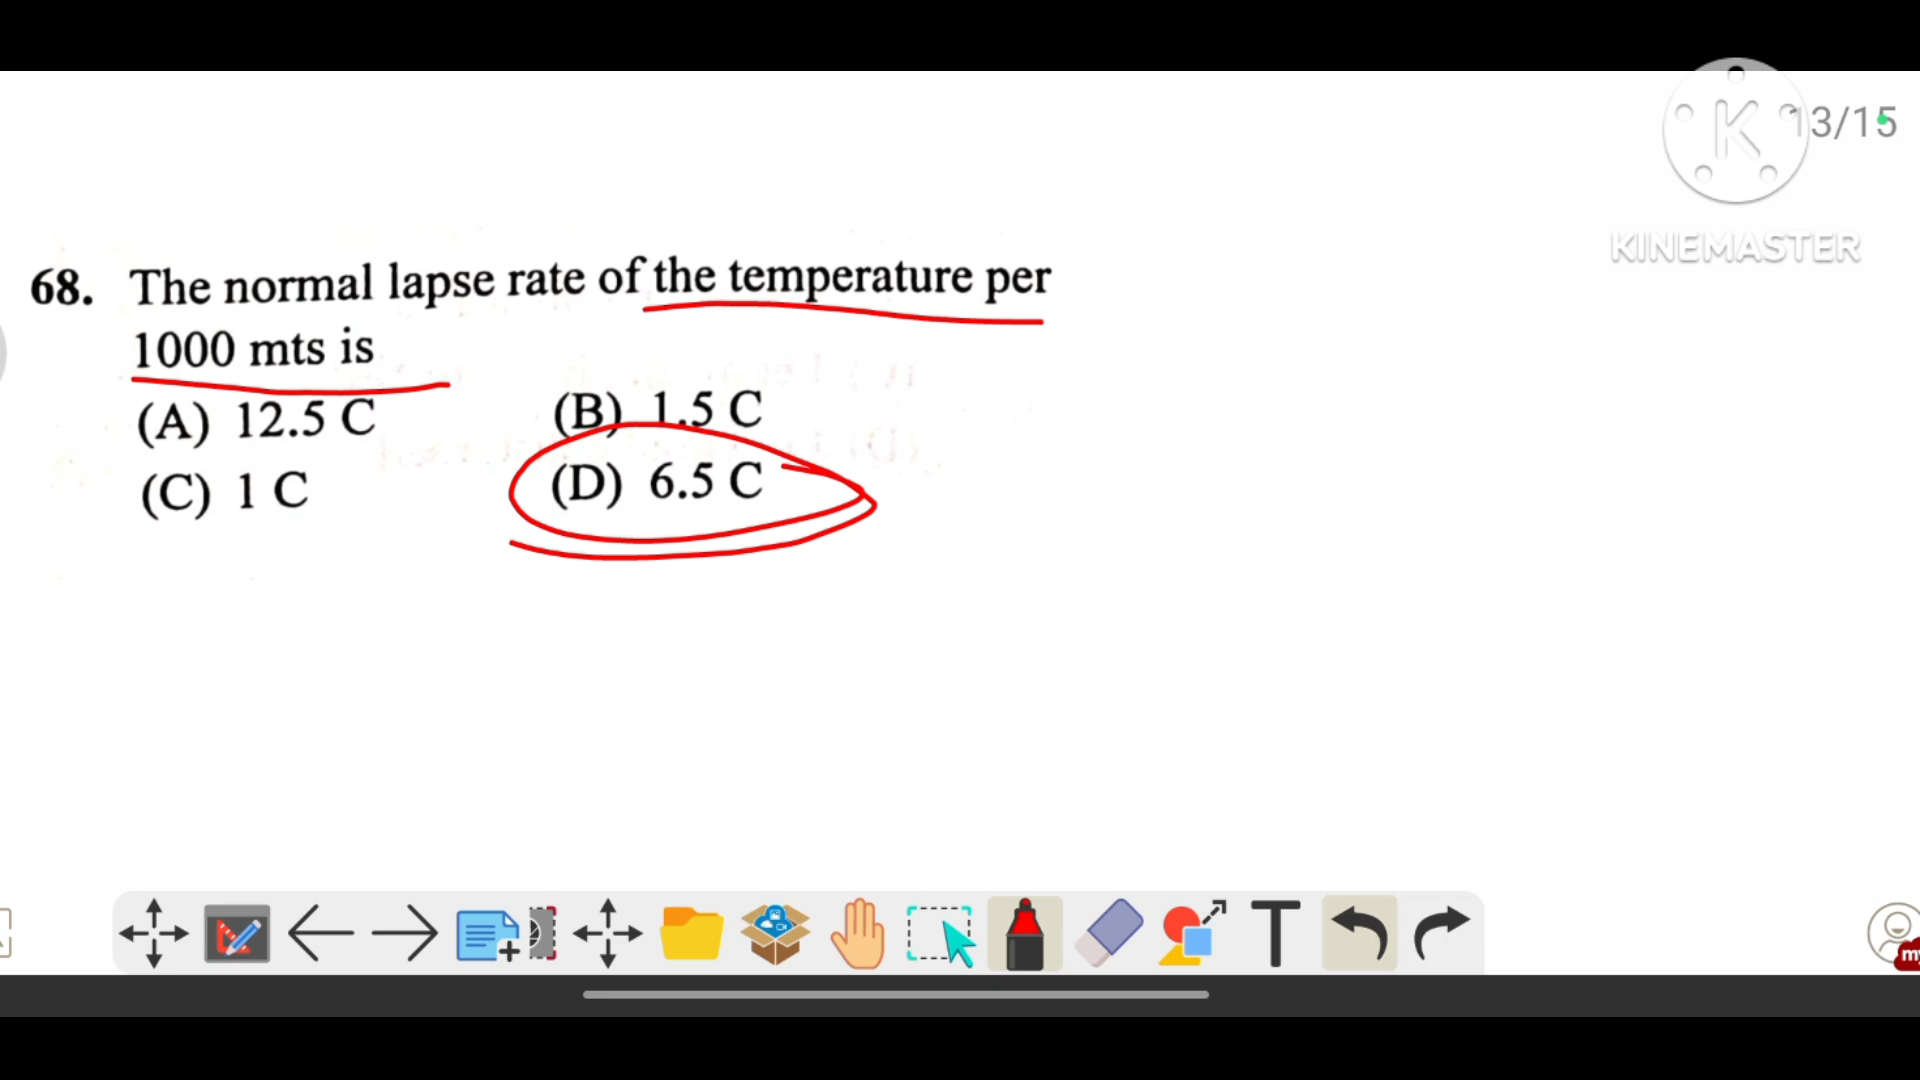 13/15
KINEMASTER
68. The normal lapse rate of the temperature per
1000 mts is
(A) 12.5 C (B) 1.5 C
(C) 1 C (D) 6.5 C